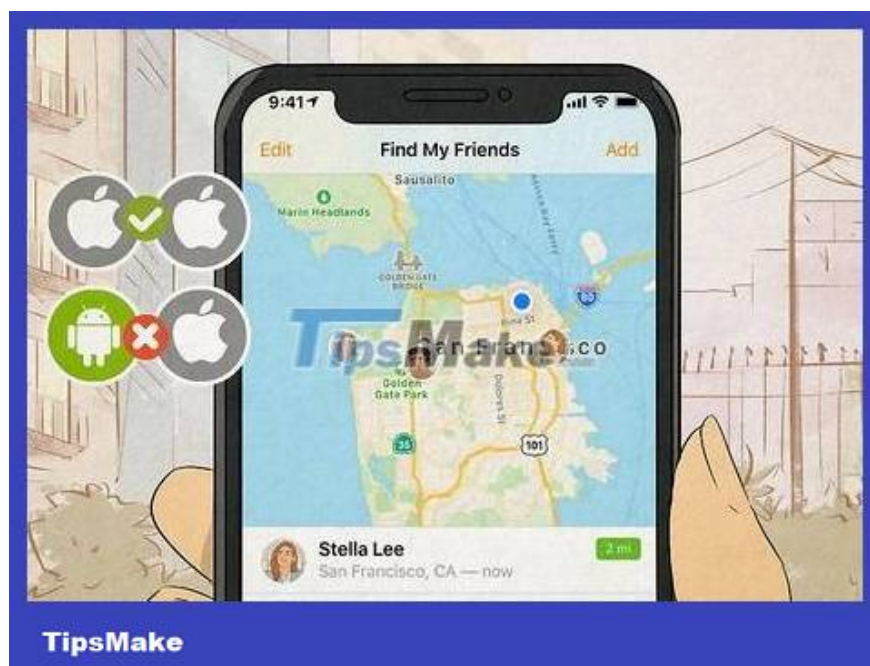 9:41
Edit Find My Friends Add
Sausalito
Marin Headlands
GOLDEN GATE
BRIDGE
80
TipsMake
San Francisco
Golden
Gate Park
Dolores St
35
101
Stella Lee
2 mi
San Francisco, CA — now
TipsMake